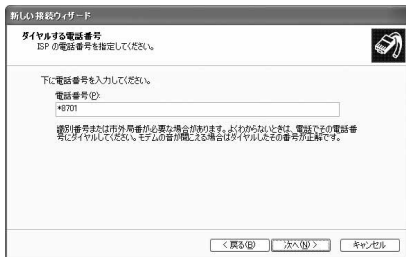 新しい接続ウィザード
ダイヤルする電話番号
ISP の電話番号を指定してください。
下に電話番号を入力してください。
電話番号(P):
*8701
識別番号または市外局番が必要な場合があります。よくわからないときは、電話でその電話番
号にダイヤルしてください。モデムの音が聞こえる場合はダイヤルしたその番号が正解です。
< 戻る(B)
次へ(N) >
キャンセル